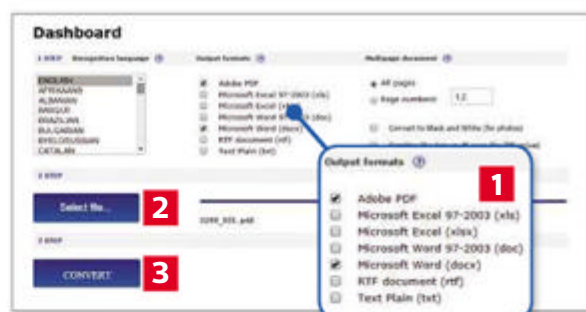 Dashboard
1 STEP Recognition language
Output formats
Multipage document
ENGLISH
AFRIKAANS
ALBANIAN
BASQUE
BRAZILIAN
BULGARIAN
BYELORUSSIAN
CATALAN
Adobe PDF
Microsoft Excel 97-2003 (xls)
Microsoft Excel
Microsoft Word 97-2003 (doc)
Microsoft Word (docx)
RTF document (rtf)
Text Plain (txt)
All pages
Page numbers: 1,2
Convert to Black and White (for photos)
2 STEP
Select file...
2
3 STEP
CONVERT
3
Output formats
1
Adobe PDF
Microsoft Excel 97-2003 (xls)
Microsoft Excel (xlsx)
Microsoft Word 97-2003 (doc)
Microsoft Word (docx)
RTF document (rtf)
Text Plain (txt)